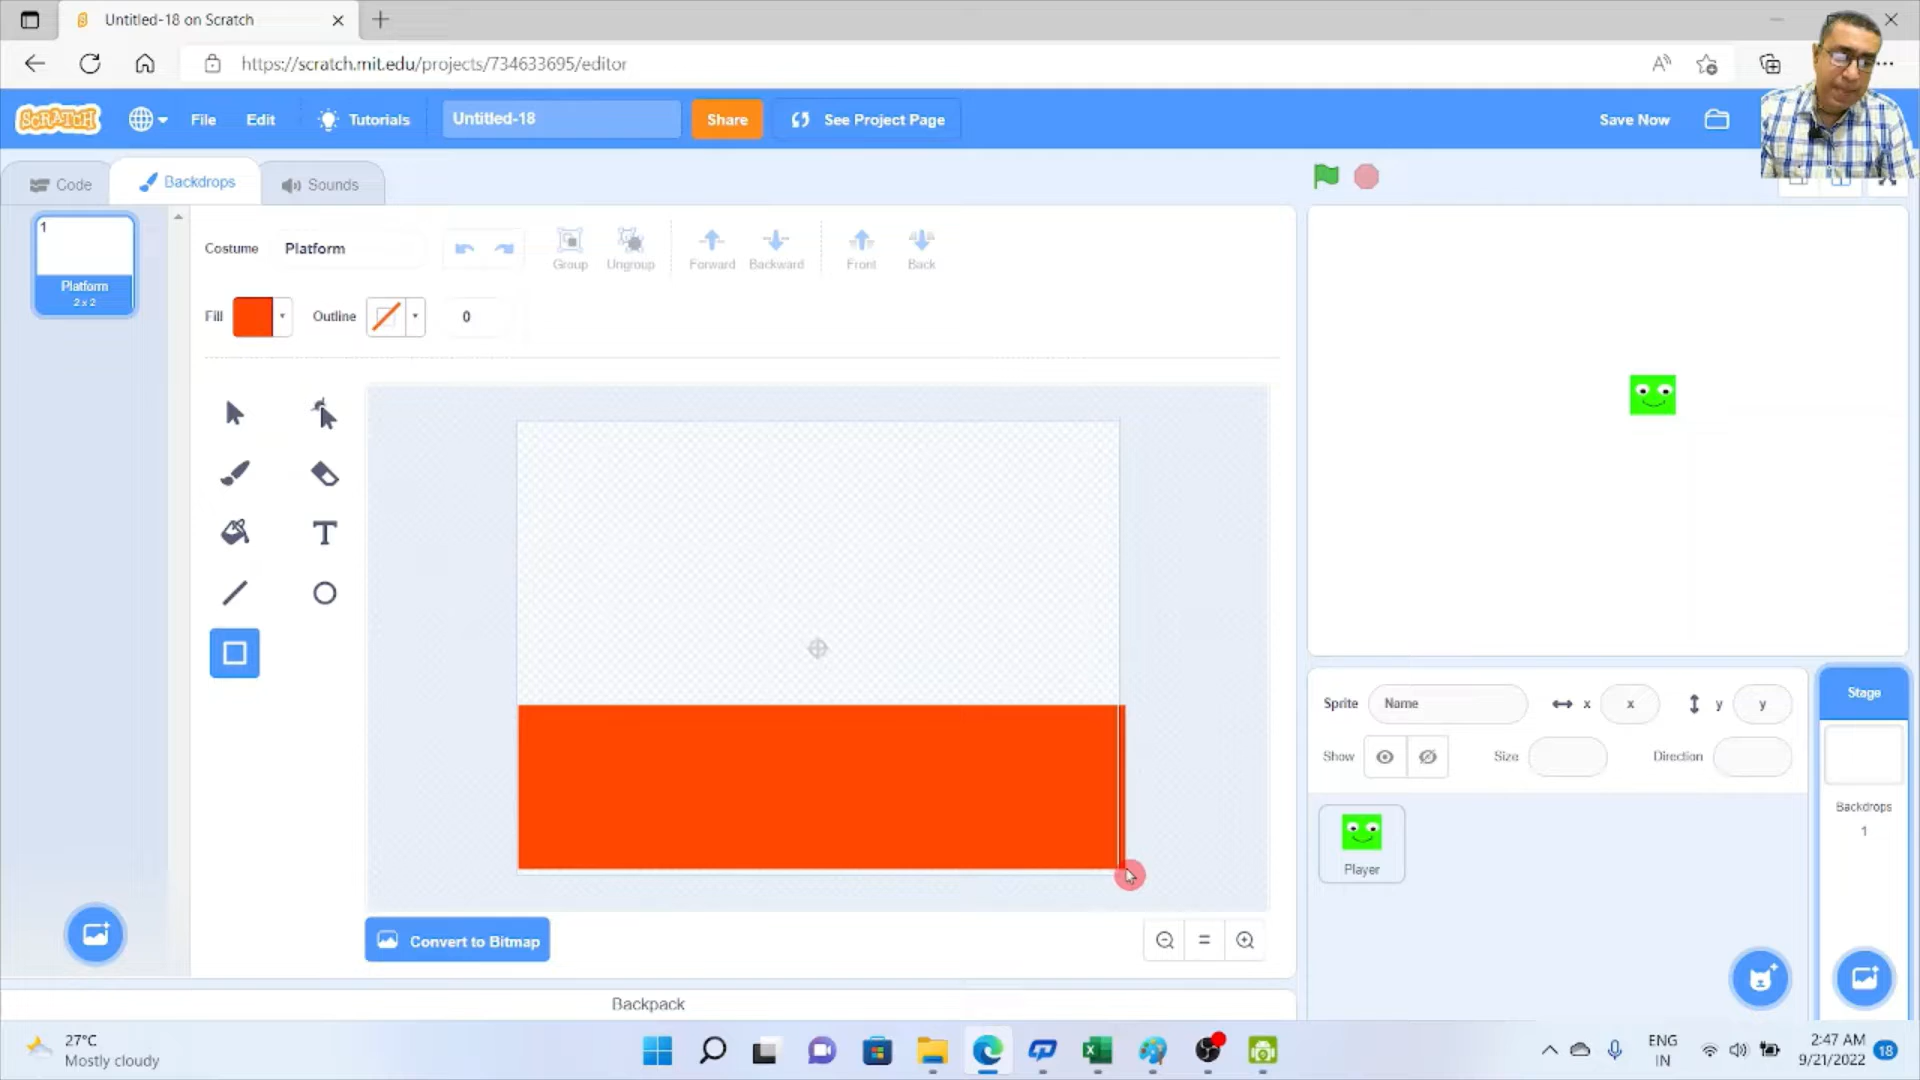 Untitled-18 on Scratch
https://scratch.mit.edu/projects/734633695/editor
SCRATCH
File
Edit
Tutorials
Untitled-18
Share
See Project Page
Save Now
Code
Backdrops
Sounds
1
Platform
2 x 2
Costume
Platform
Group
Ungroup
Forward
Backward
Front
Back
Fill
Outline
0
Convert to Bitmap
Backpack
Sprite
Name
x
x
y
y
Show
Size
Direction
Player
Stage
Backdrops
1
27°C
Mostly cloudy
ENG
IN
2:47 AM
9/21/2022
18